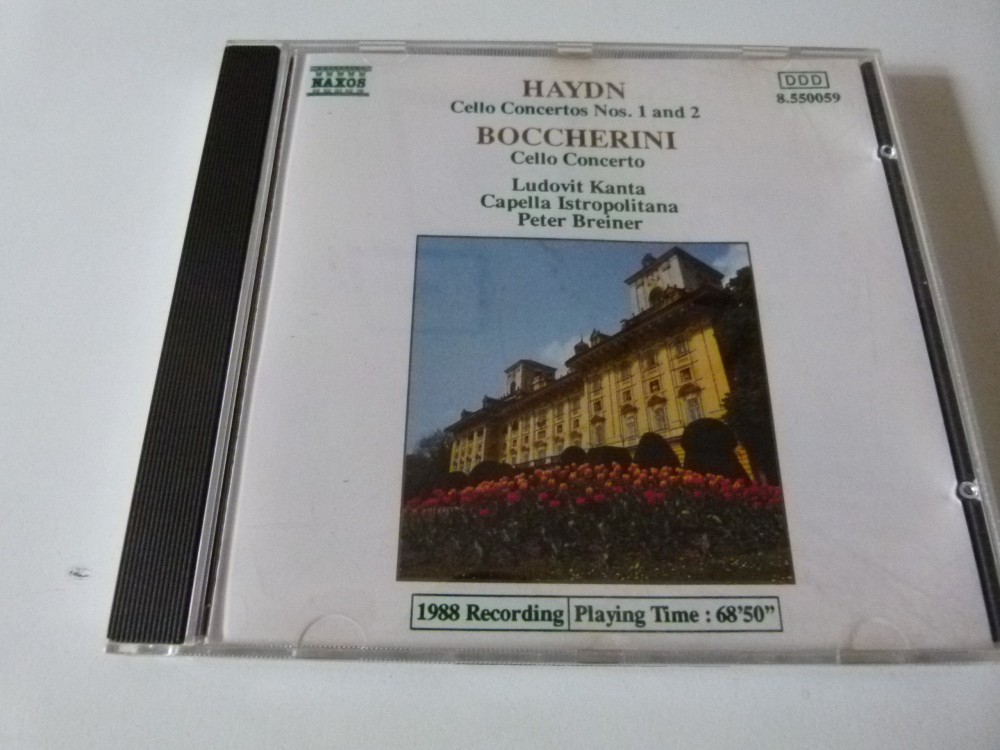 NAXOS
HAYDN
Cello Concertos Nos. 1 and 2
BOCCHERINI
Cello Concerto
Ludovit Kanta
Capella Istropolitana
Peter Breiner
DDD
8.550059
1988 Recording
Playing Time : 68'50"